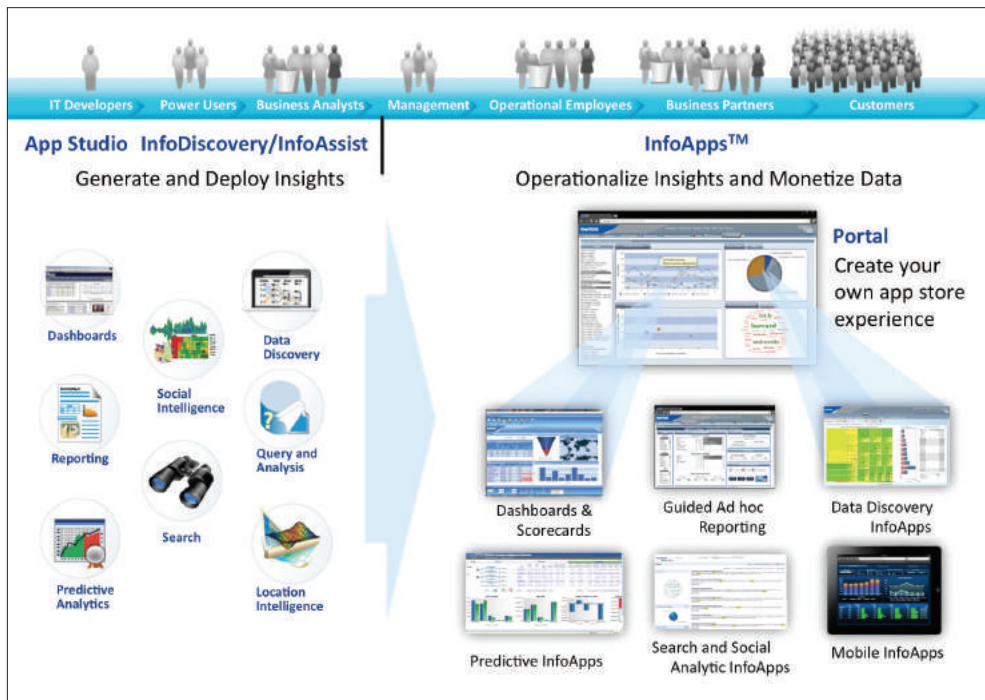 IT Developers
Power Users
Business Analysts
Management
Operational Employees
Business Partners
Customers
App Studio
InfoDiscovery/InfoAssist
Generate and Deploy Insights
InfoApps™
Operationalize Insights and Monetize Data
Portal
Create your
own app store
experience
Dashboards
Social
Intelligence
Data
Discovery
Reporting
Query and
Analysis
Search
Predictive
Analytics
Location
Intelligence
Dashboards &
Scorecards
Guided Ad hoc
Reporting
Data Discovery
InfoApps
Predictive InfoApps
Search and Social
Analytic InfoApps
Mobile InfoApps